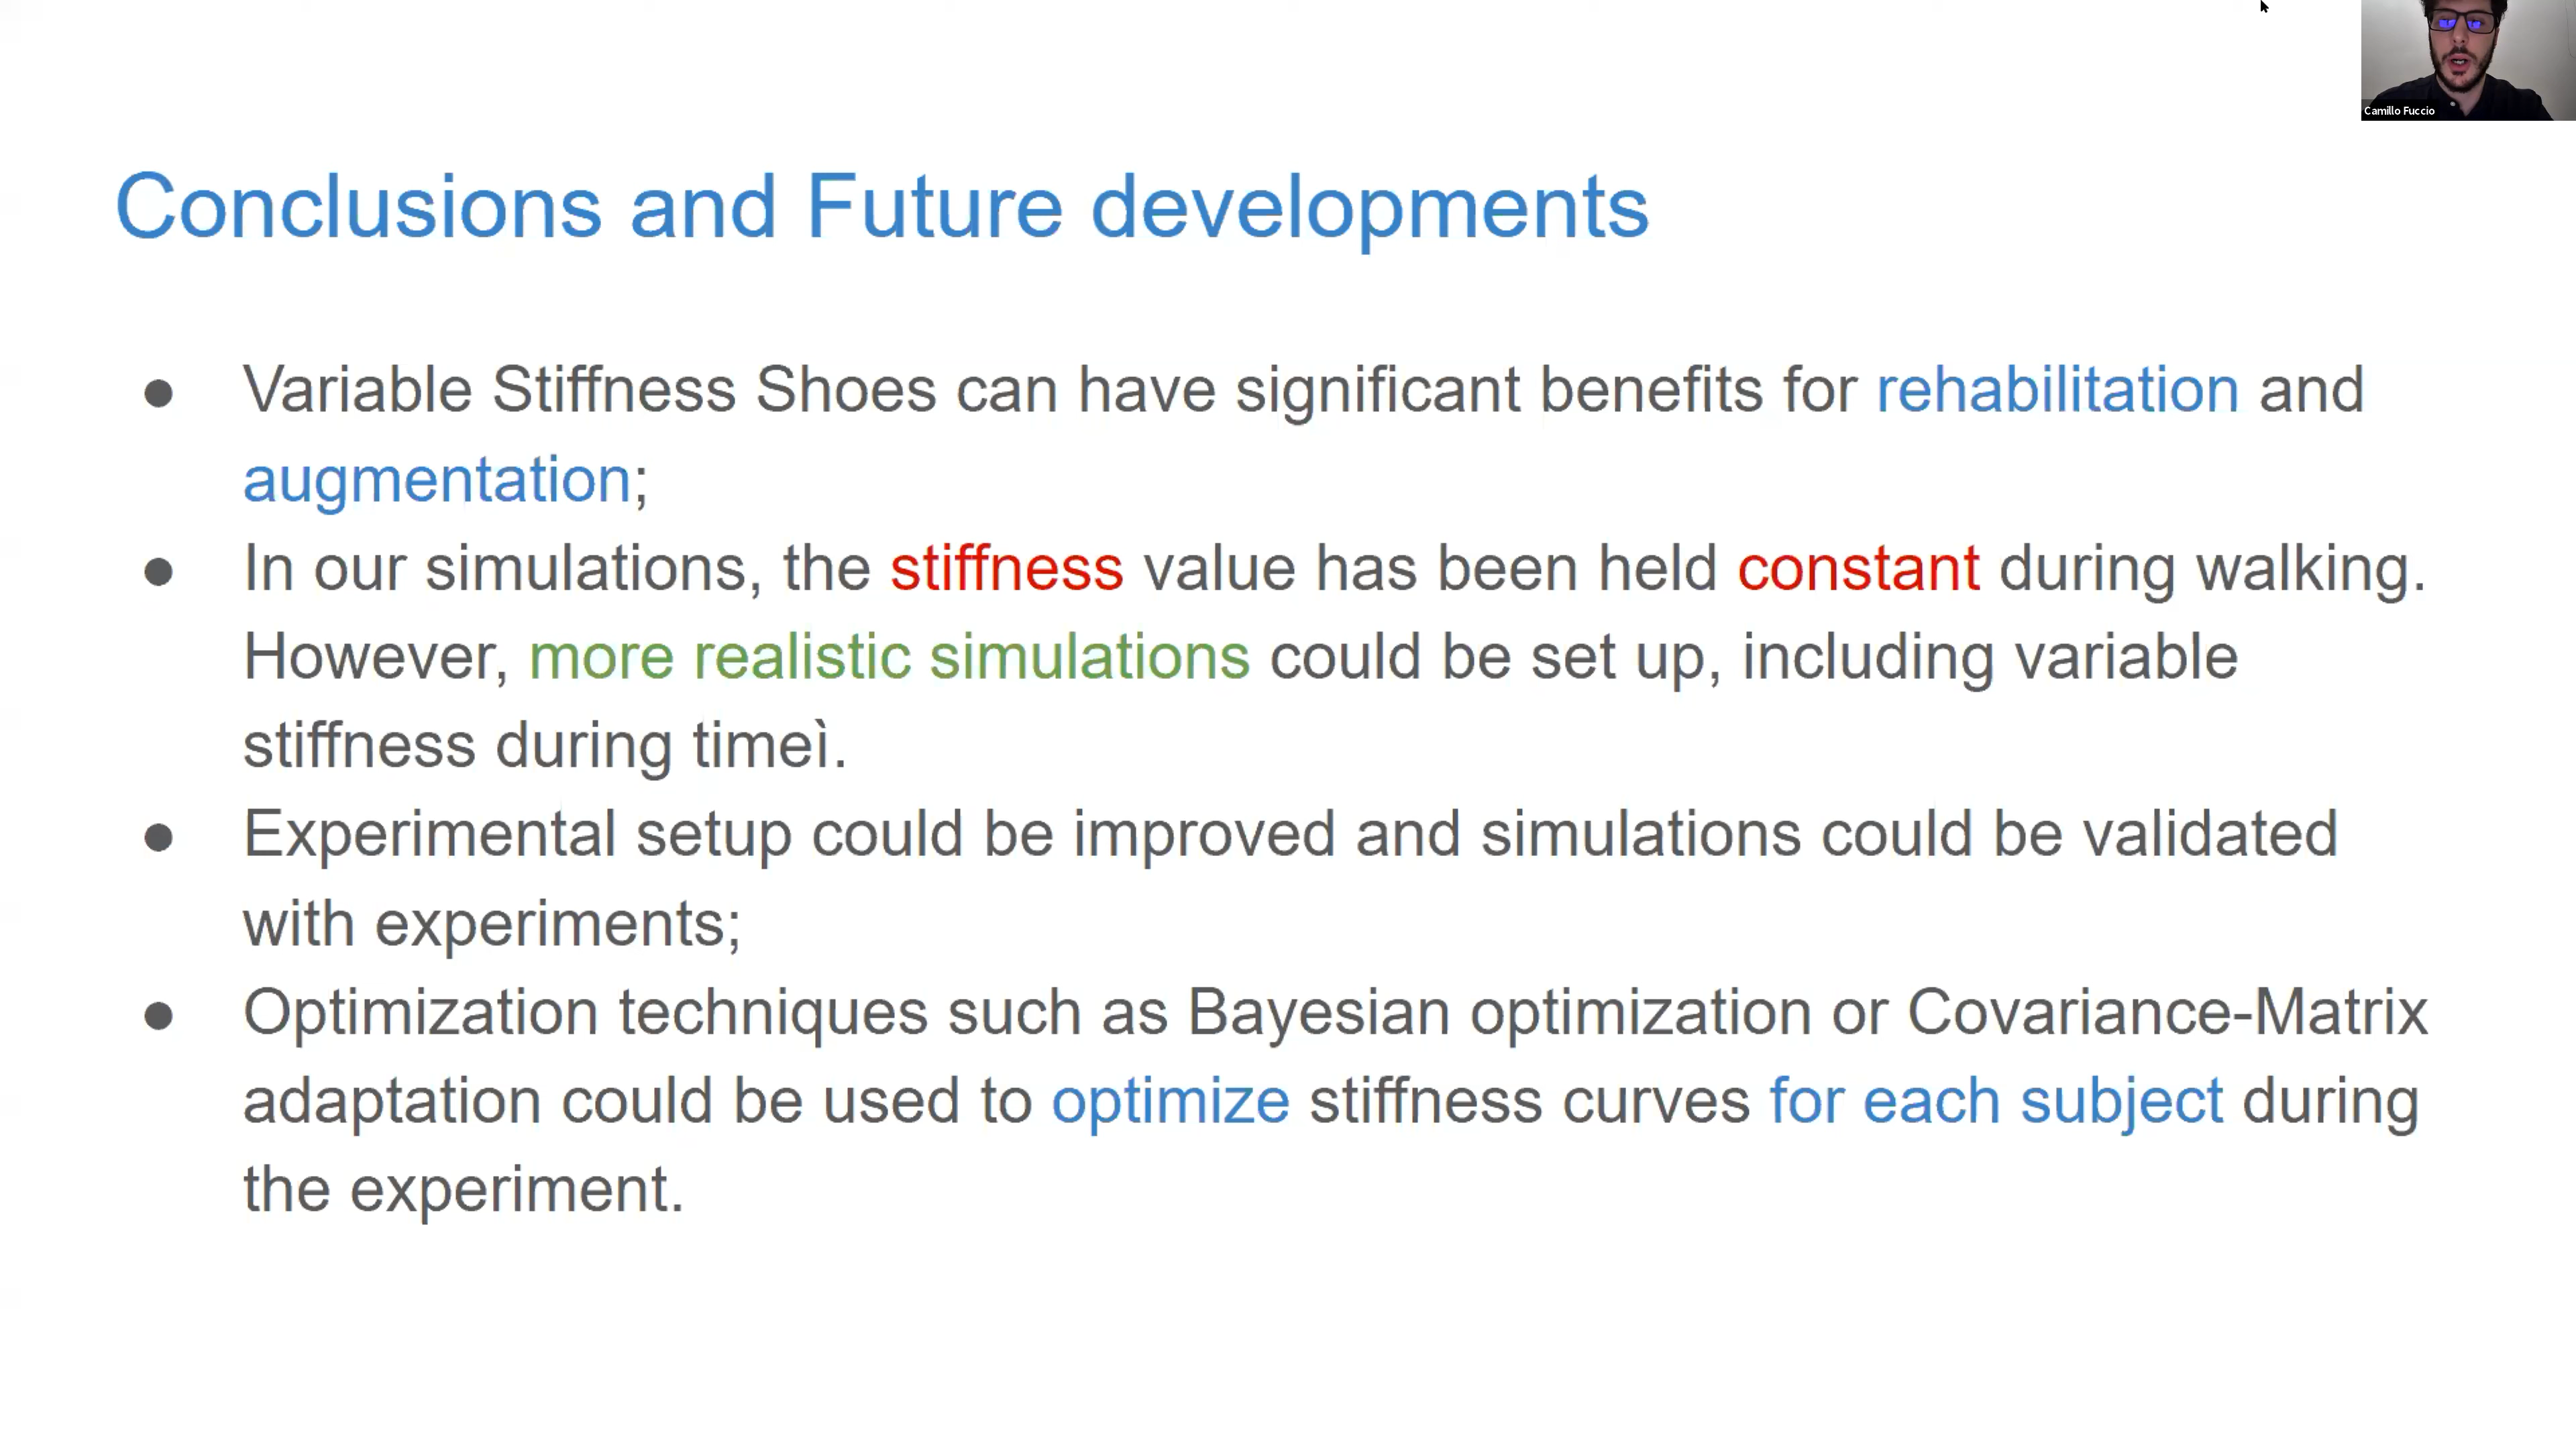 Camillo Fuccio
Conclusions and Future developments
● Variable Stiffness Shoes can have significant benefits for rehabilitation and
augmentation;
● In our simulations, the stiffness value has been held constant during walking.
However, more realistic simulations could be set up, including variable
stiffness during timeì.
● Experimental setup could be improved and simulations could be validated
with experiments;
● Optimization techniques such as Bayesian optimization or Covariance-Matrix
adaptation could be used to optimize stiffness curves for each subject during
the experiment.